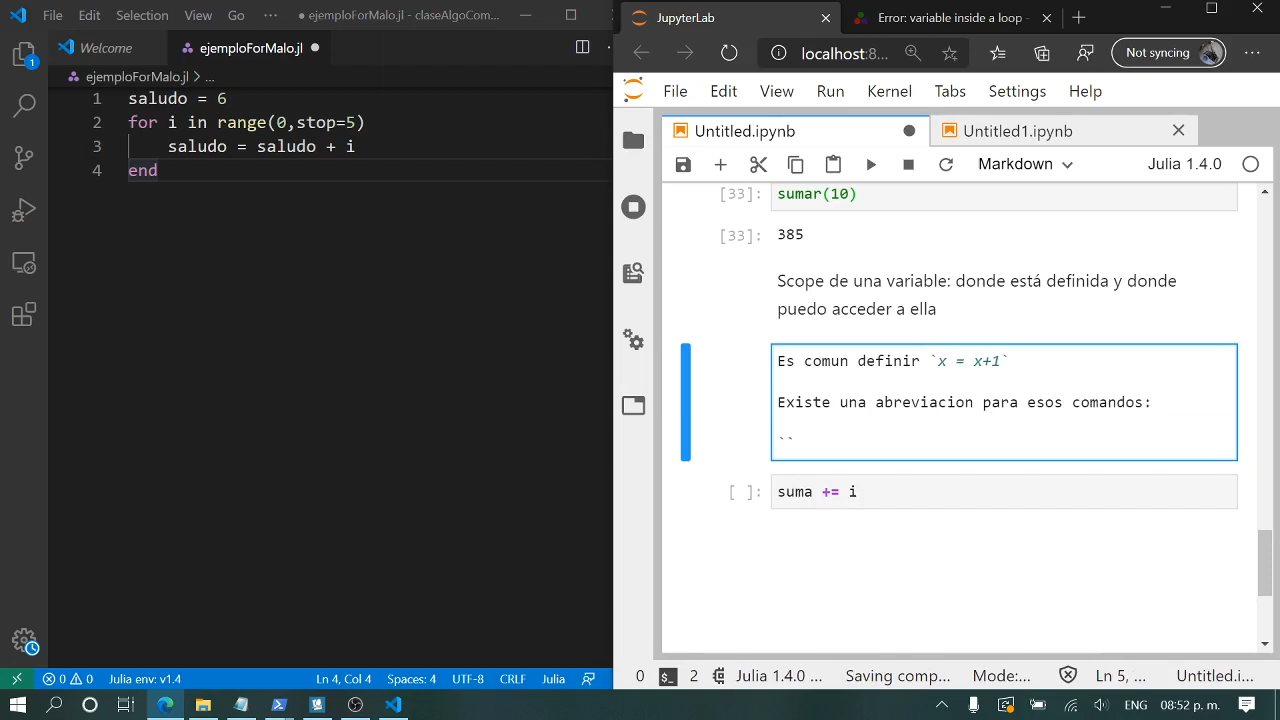 File Edit Selection View Go ··· ● ejemploForMalo.jl - claseAlgoCom...
Welcome ejemploForMalo.jl ●
ejemploForMalo.jl > ...
1 saludo = 6
2 for i in range(0,stop=5)
3 saludo = saludo + i
4 end
1
0 0 Julia env: v1.4 Ln 4, Col 4 Spaces: 4 UTF-8 CRLF Julia
JupyterLab Error: variable inside a loop -
localhost:8... Not syncing ...
File Edit View Run Kernel Tabs Settings Help
Untitled.ipynb Untitled1.ipynb
Markdown Julia 1.4.0
[33]: sumar(10)
[33]: 385
Scope de una variable: donde está definida y donde
puedo acceder a ella
Es comun definir `x = x+1`
Existe una abreviacion para esos comandos:
``
[ ]: suma += i
0 $_ 2 Julia 1.4.0 ... Saving comp... Mode:... Ln 5, ... Untitled.i...
ENG 08:52 p. m.